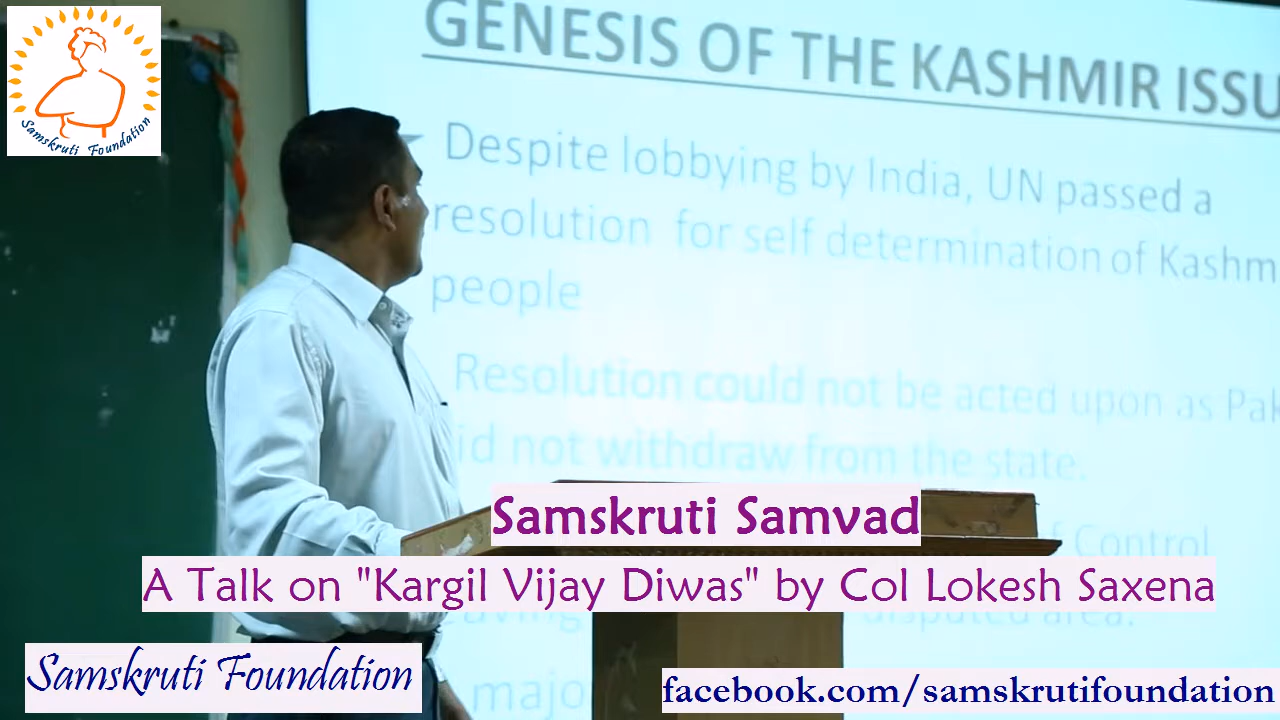 Samskruti Foundation
GENESIS OF THE KASHMIR ISSU
Despite lobbying by India, UN passed a
resolution for self determination of Kashm
people
Resolution could not be acted upon as Pak
id not withdraw from the state.
Control
disputed area.
majo
Samskruti Samvad
A Talk on "Kargil Vijay Diwas" by Col Lokesh Saxena
Samskruti Foundation
facebook.com/samskrutifoundation